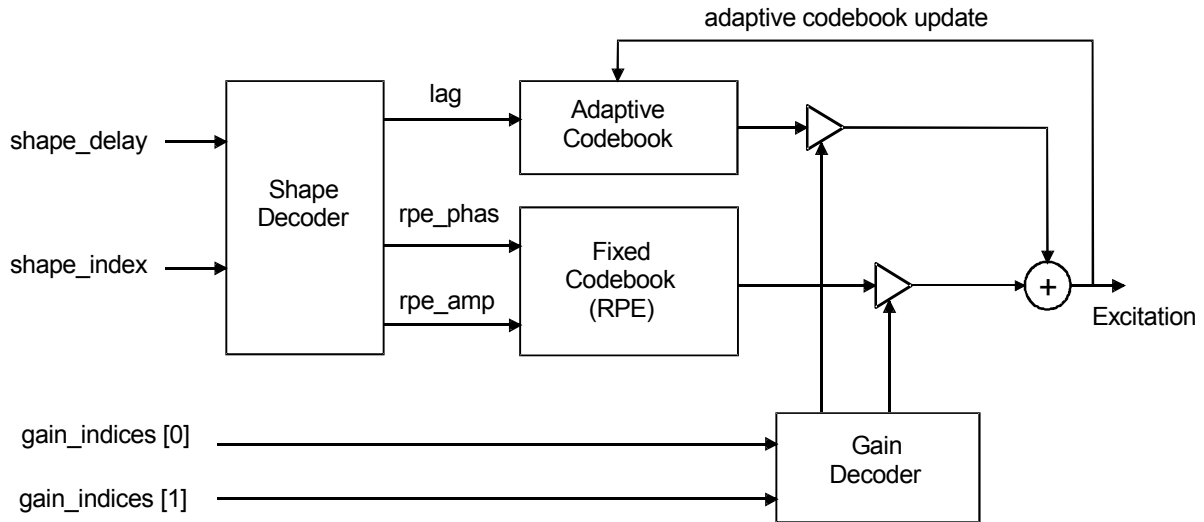 adaptive codebook update
lag
Adaptive
Codebook
shape_delay
Shape
Decoder
rpe_phas
Fixed
Codebook
(RPE)
shape_index
rpe_amp
+
Excitation
gain_indices [0]
Gain
Decoder
gain_indices [1]